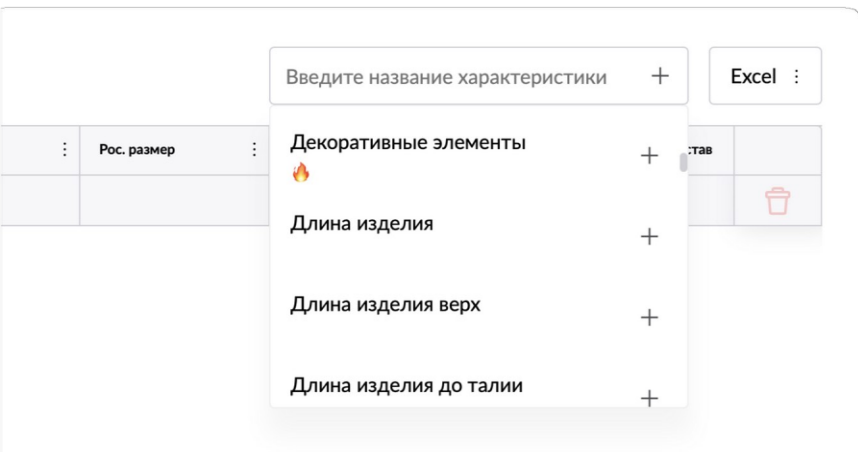 Введите название характеристики
Excel
Декоративные элементы
Рос. размер
став
Длина изделия
Длина изделия верх
Длина изделия до талии